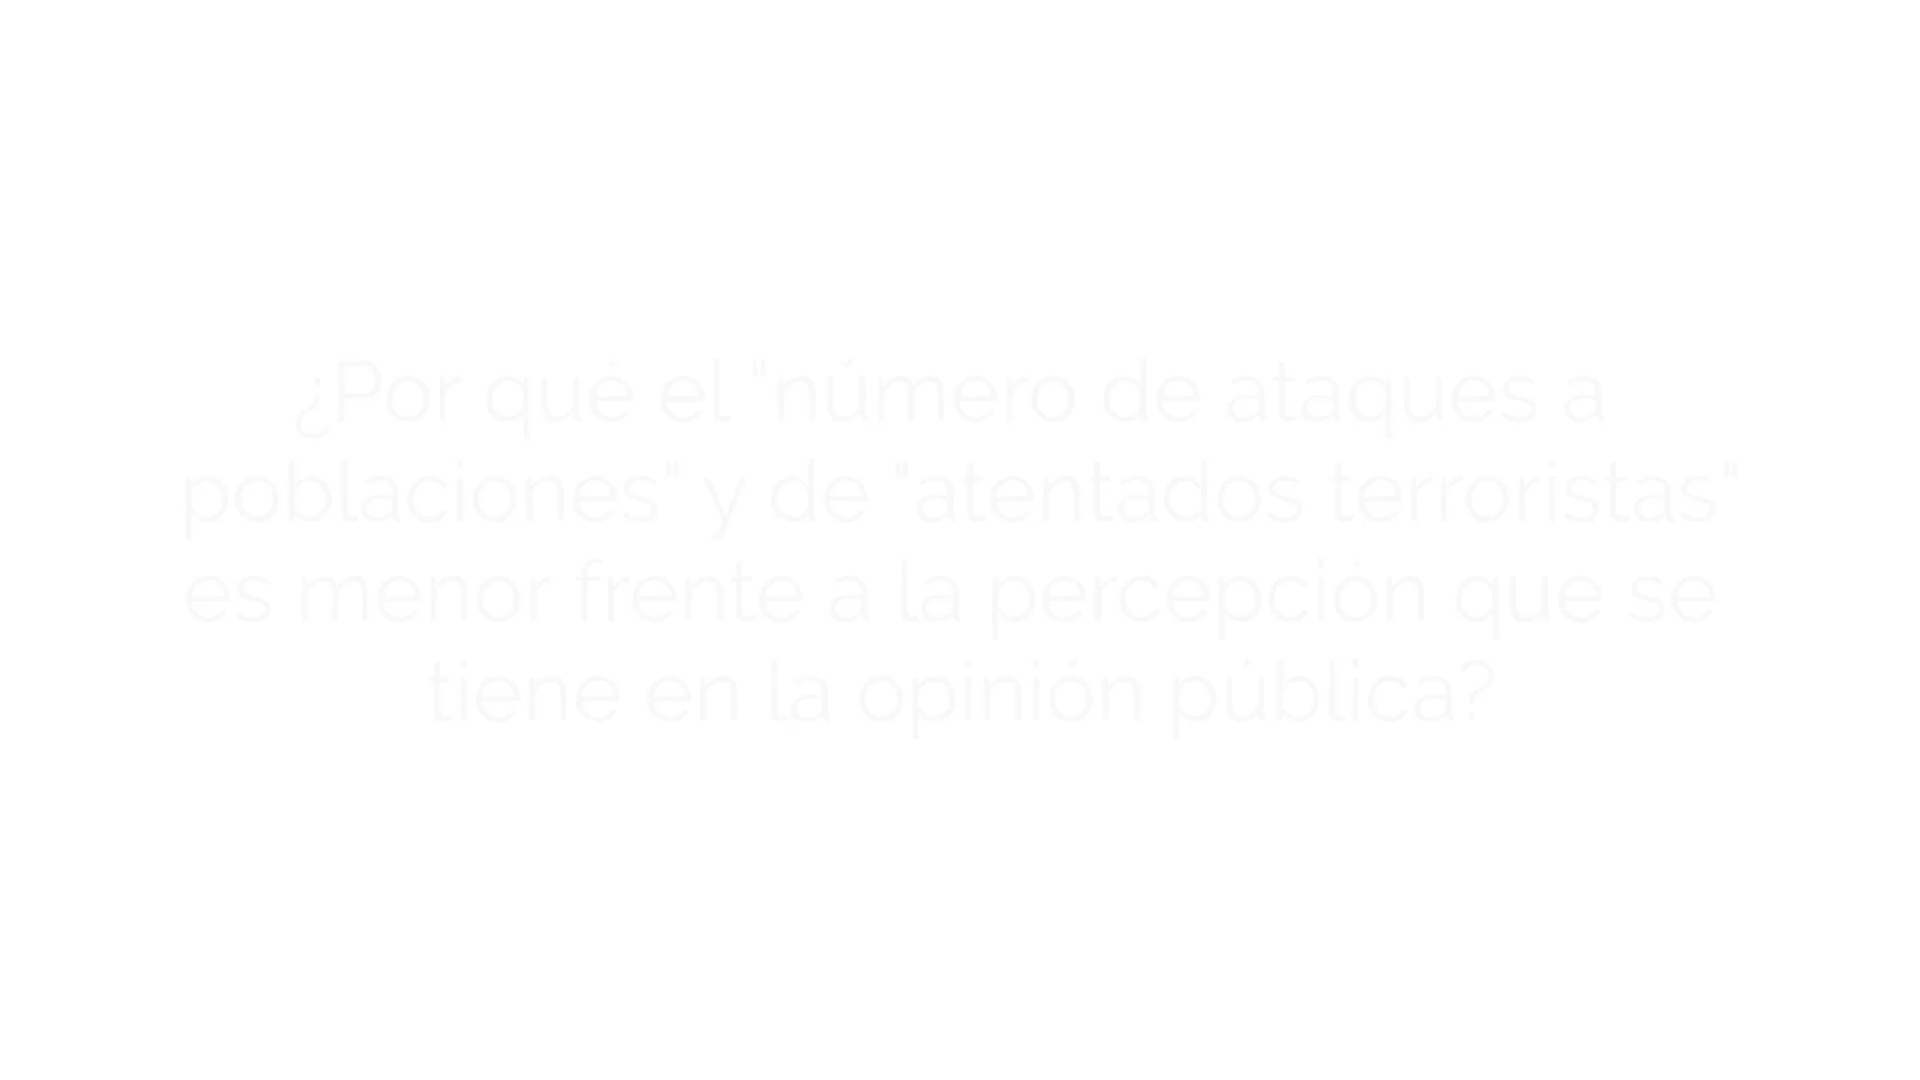 ¿Por qué el "número de ataques a
poblaciones" y de "atentados terroristas"
es menor frente a la percepción que se
tiene en la opinión pública?